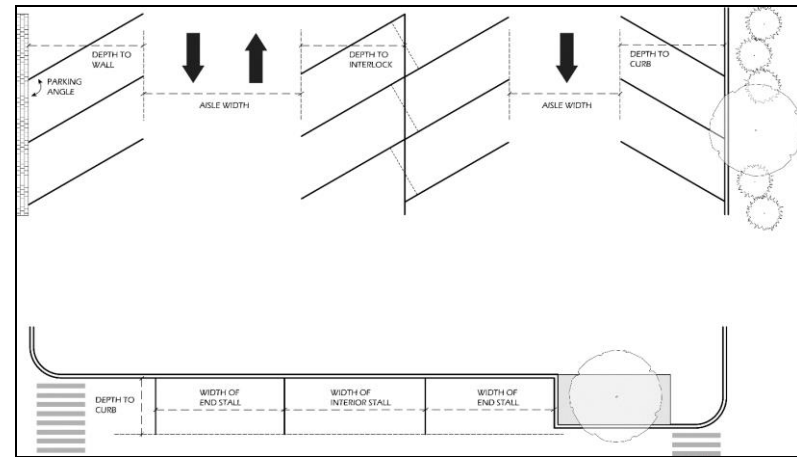 DEPTH TO
WALL
PARKING
ANGLE
AISLE WIDTH
DEPTH TO
INTERLOCK
AISLE WIDTH
DEPTH TO
CURB
DEPTH TO
CURB
WIDTH OF
END STALL
WIDTH OF
INTERIOR STALL
WIDTH OF
END STALL